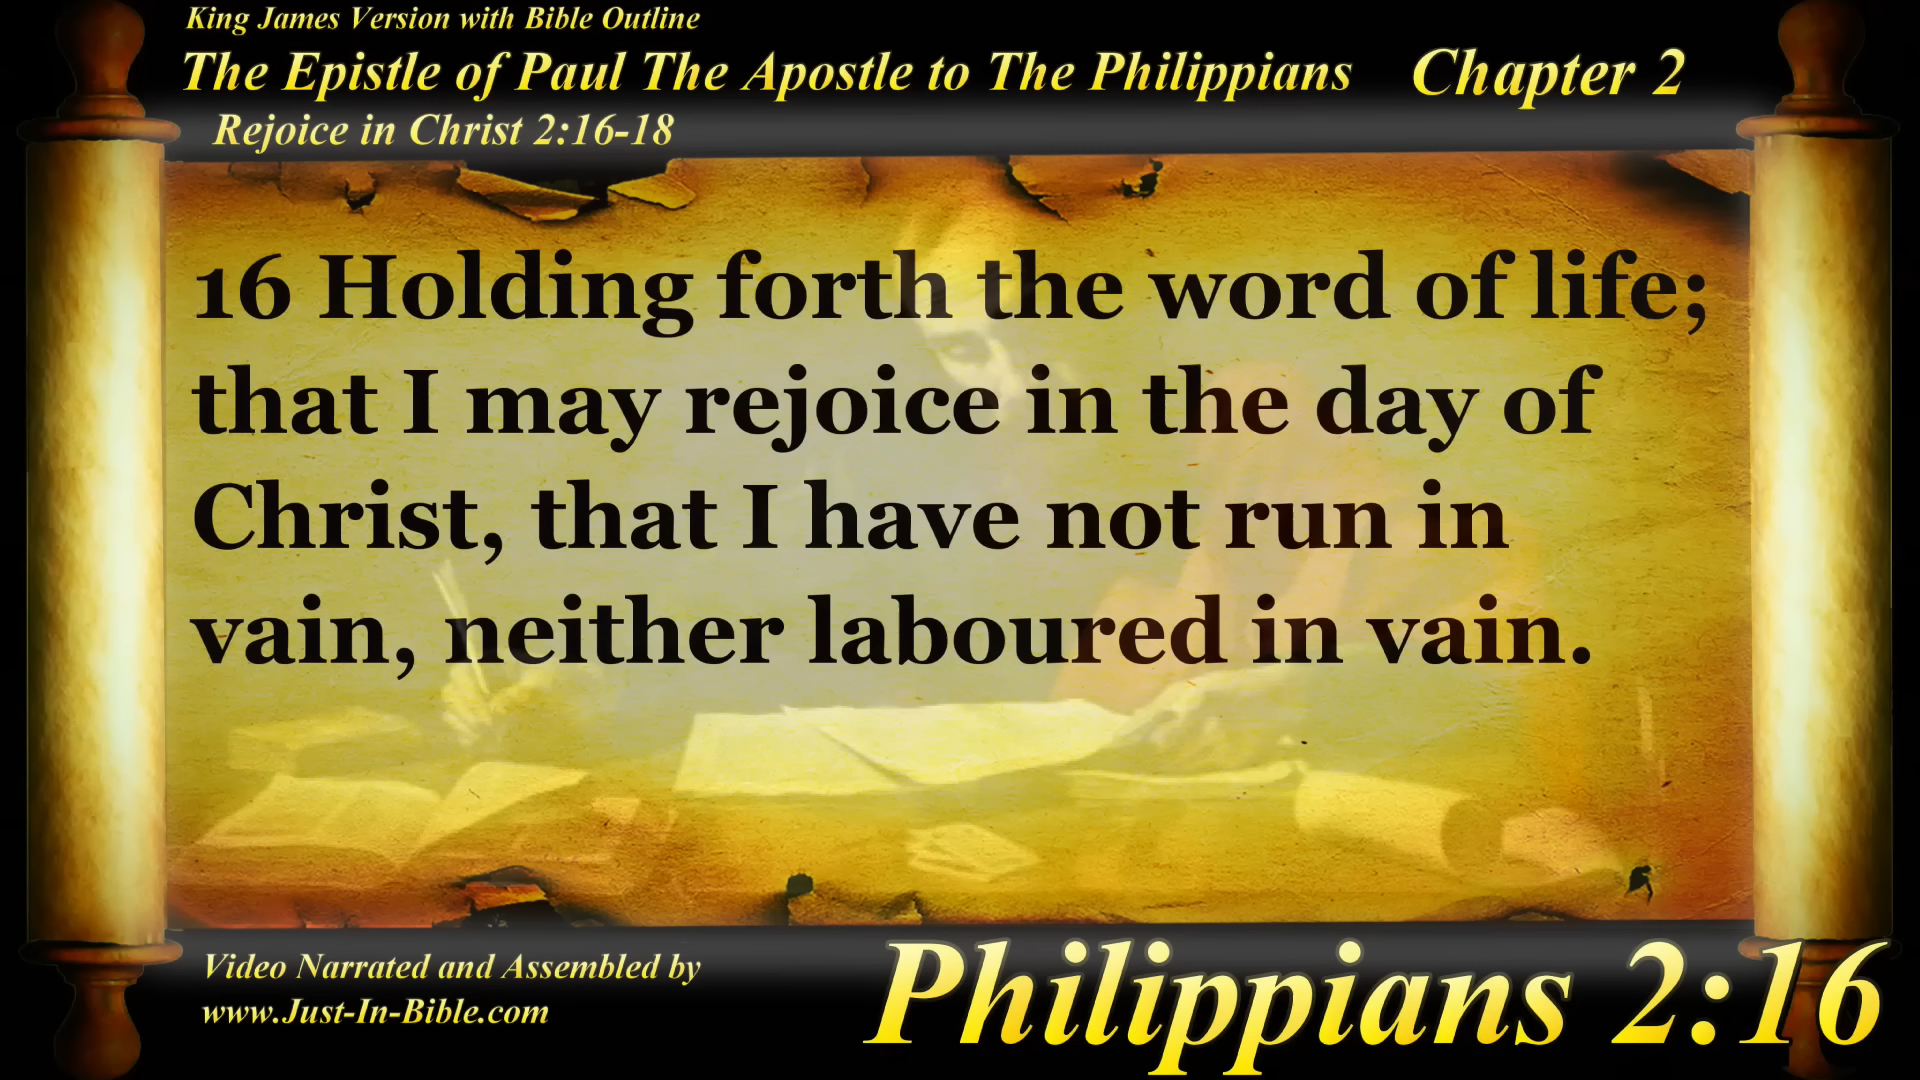 King James Version with Bible Outline
The Epistle of Paul The Apostle to The Philippians Chapter 2
Rejoice in Christ 2:16-18
16 Holding forth the word of life;
that I may rejoice in the day of
Christ, that I have not run in
vain, neither laboured in vain.
Video Narrated and Assembled by
www.Just-In-Bible.com
Philippians 2:16